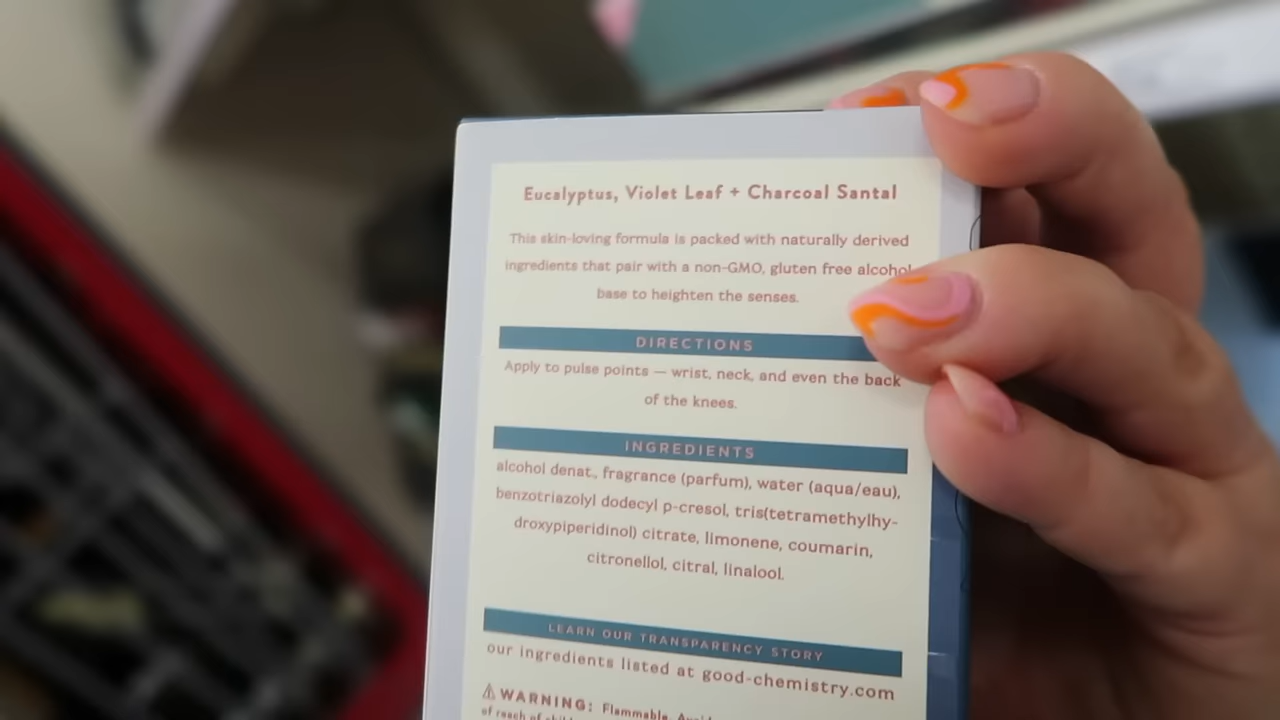 Eucalyptus, Violet Leaf + Charcoal Santal
This skin-loving formula is packed with naturally derived
ingredients that pair with a non-GMO, gluten free alcohol
base to heighten the senses.
DIRECTIONS
Apply to pulse points — wrist, neck, and even the back
of the knees.
INGREDIENTS
alcohol denat., fragrance (parfum), water (aqua/eau),
benzotriazolyl dodecyl p-cresol, tris(tetramethylhy-
droxypiperidinol) citrate, limonene, coumarin,
citronellol, citral, linalool.
LEARN OUR TRANSPARENCY STORY
our ingredients listed at good-chemistry.com
⚠WARNING: Flammable.
of reach of